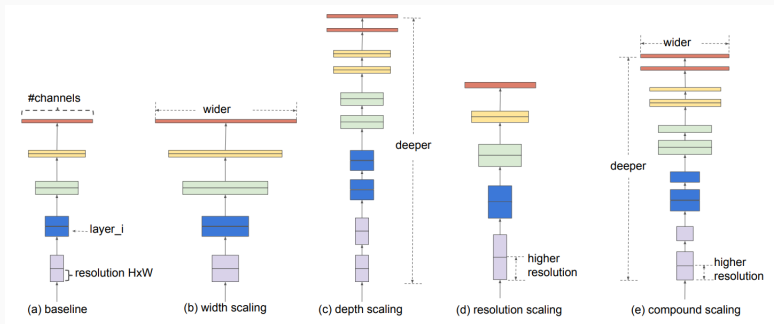 #channels
layer_i
resolution HxW
(a) baseline
wider
(b) width scaling
deeper
(c) depth scaling
higher
resolution
(d) resolution scaling
wider
deeper
higher
resolution
(e) compound scaling